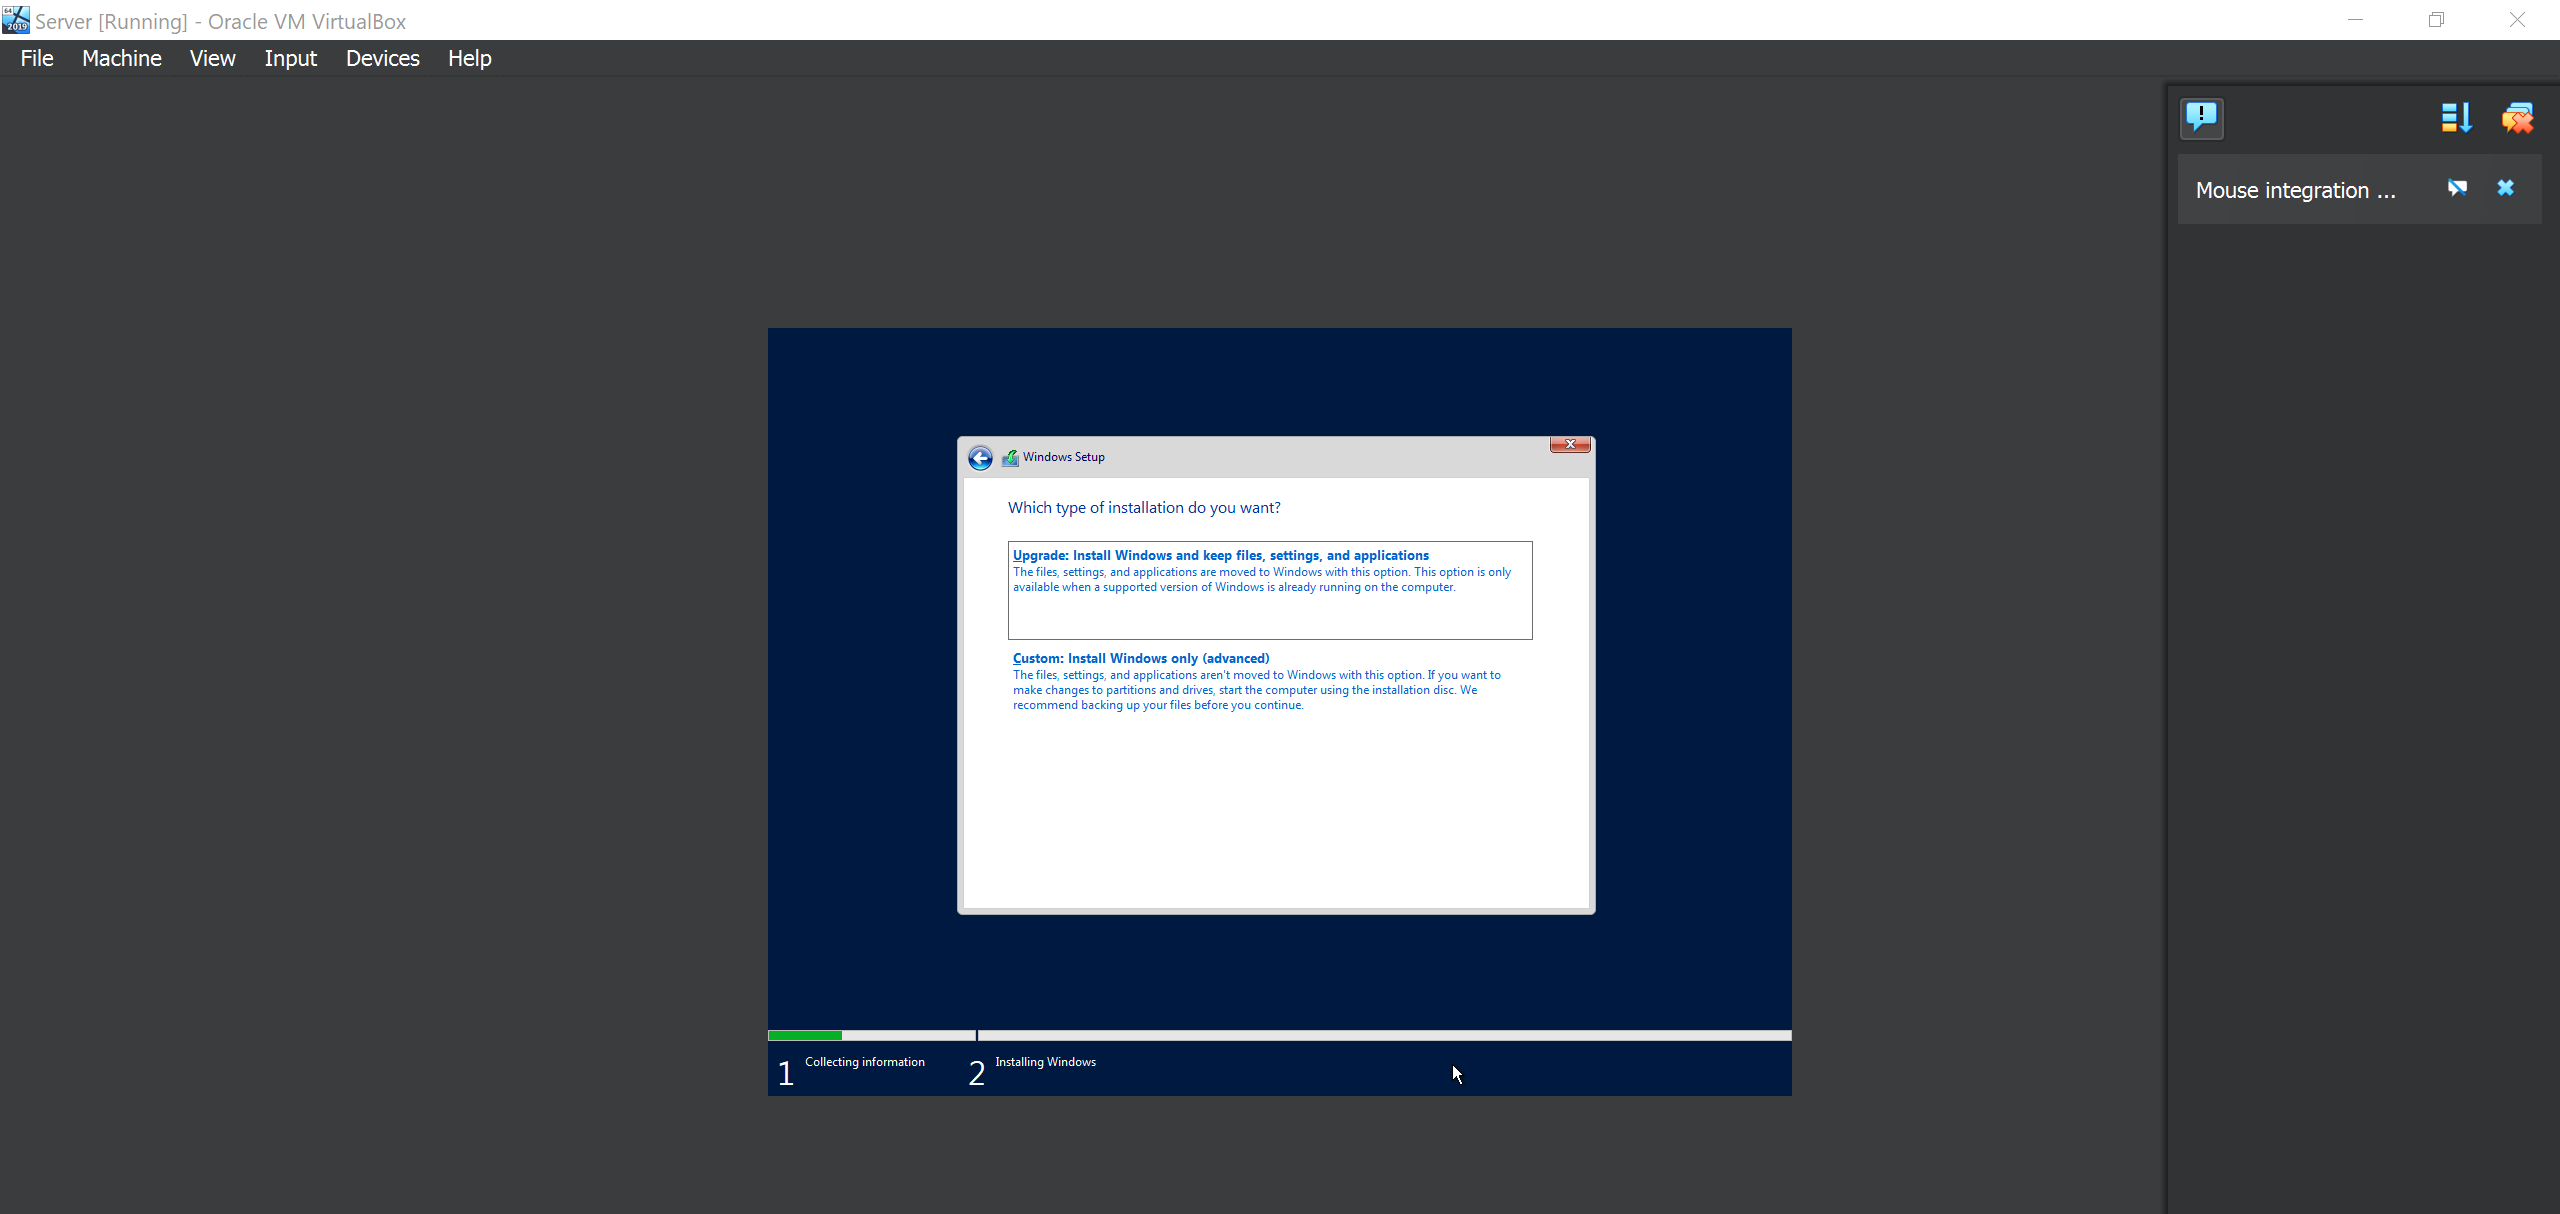 64
2019
Server [Running] - Oracle VM VirtualBox
File Machine View Input Devices Help
Mouse integration ...
Windows Setup
Which type of installation do you want?
Upgrade: Install Windows and keep files, settings, and applications
The files, settings, and applications are moved to Windows with this option. This option is only
available when a supported version of Windows is already running on the computer.
Custom: Install Windows only (advanced)
The files, settings, and applications aren't moved to Windows with this option. If you want to
make changes to partitions and drives, start the computer using the installation disc. We
recommend backing up your files before you continue.
1 Collecting information 2 Installing Windows